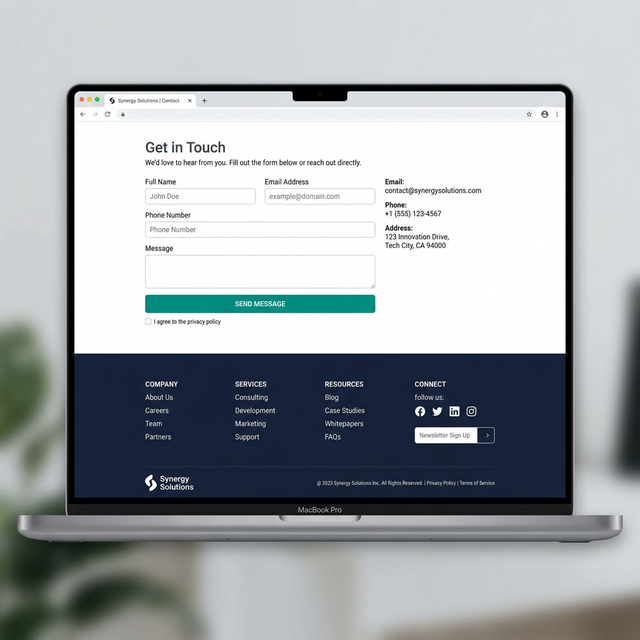 Synergy Solutions | Contact
Get in Touch
We'd love to hear from you. Fill out the form below or reach out directly.
Full Name
John Doe
Email Address
example@domain.com
Phone Number
Phone Number
Message
SEND MESSAGE
I agree to the privacy policy
Email:
contact@synergysolutions.com
Phone:
+1 (555) 123-4567
Address:
123 Innovation Drive,
Tech City, CA 94000
COMPANY
About Us
Careers
Team
Partners
SERVICES
Consulting
Development
Marketing
Support
RESOURCES
Blog
Case Studies
Whitepapers
FAQs
CONNECT
follow us:
Newsletter Sign Up
Synergy
Solutions
@ 2023 Synergy Solutions Inc. All Rights Reserved. | Privacy Policy | Terms of Service
MacBook Pro